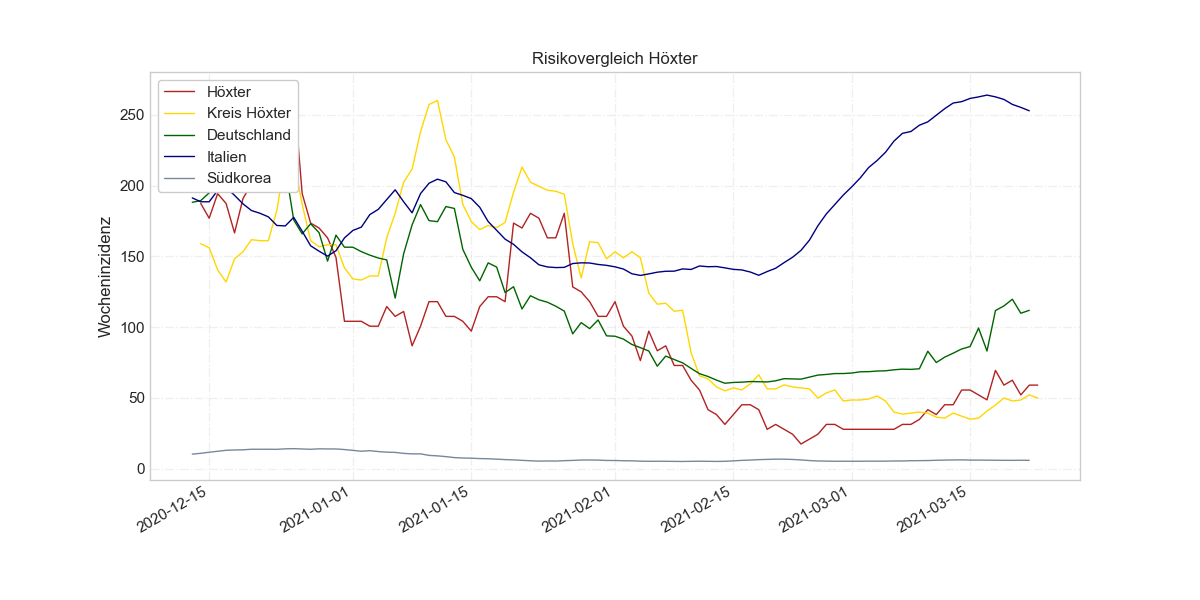 Risikovergleich Höxter
Höxter
Kreis Höxter
Deutschland
Italien
Südkorea
Wocheninzidenz
250
200
150
100
50
0
2020-12-15
2021-01-01
2021-01-15
2021-02-01
2021-02-15
2021-03-01
2021-03-15